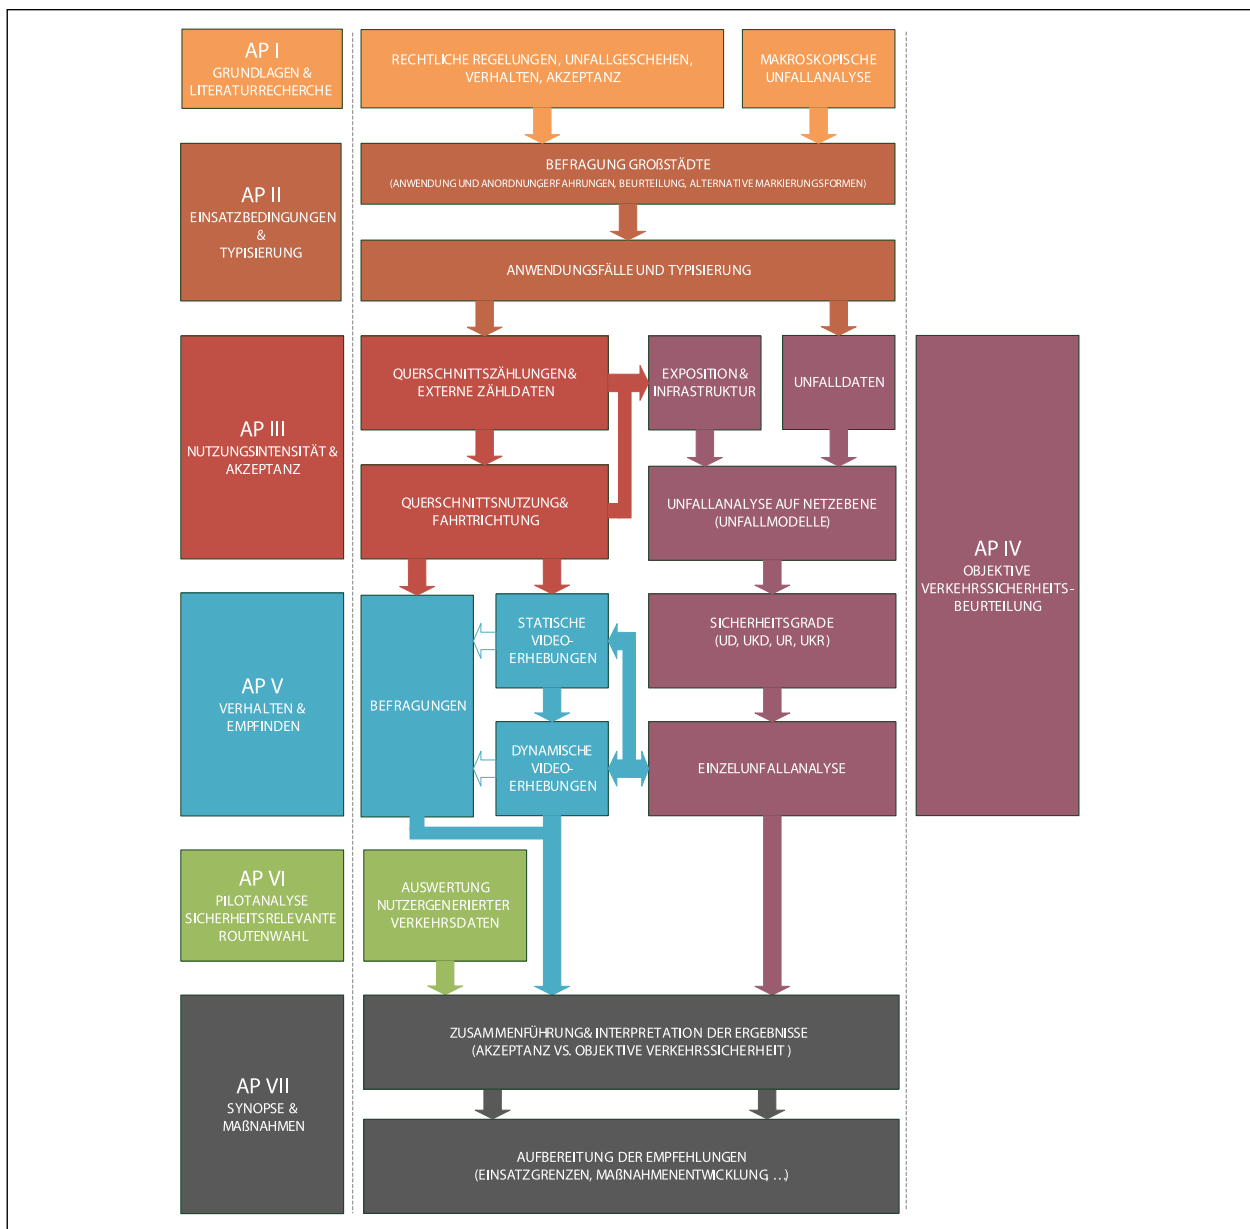 AP I
GRUNDLAGEN &
LITERATURRECHERCHE
RECHTLICHE REGELUNGEN, UNFALLGESCHEHEN,
VERHALTEN, AKZEPTANZ
MAKROSKOPISCHE
UNFALLANALYSE
AP II
EINSATZBEDINGUNGEN
&
TYPISIERUNG
BEFRAGUNG GROßSTÄDTE
(ANWENDUNG UND ANORDNUNG,ERFAHRUNGEN, BEURTEILUNG, ALTERNATIVE MARKIERUNGSFORMEN)
ANWENDUNGSFÄLLE UND TYPISIERUNG
AP III
NUTZUNGSINTENSITÄT &
AKZEPTANZ
QUERSCHNITTSZÄHLUNGEN&
EXTERNE ZÄHLDATEN
EXPOSITION &
INFRASTRUKTUR
UNFALLDATEN
QUERSCHNITTSNUTZUNG&
FAHRTRICHTUNG
UNFALLANALYSE AUF NETZEBENE
(UNFALLMODELLE)
AP IV
OBJEKTIVE
VERKEHRSSICHERHEITS-
BEURTEILUNG
AP V
VERHALTEN &
EMPFINDEN
BEFRAGUNGEN
STATISCHE
VIDEO-
ERHEBUNGEN
SICHERHEITSGRADE
(UD, UKD, UR, UKR)
DYNAMISCHE
VIDEO-
ERHEBUNGEN
EINZELUNFALLANALYSE
AP VI
PILOTANALYSE
SICHERHEITSRELEVANTE
ROUTENWAHL
AUSWERTUNG
NUTZERGENERIERTER
VERKEHRSDATEN
AP VII
SYNOPSE &
MAßNAHMEN
ZUSAMMENFÜHRUNG& INTERPRETATION DER ERGEBNISSE
(AKZEPTANZ VS. OBJEKTIVE VERKEHRSSICHERHEIT )
AUFBEREITUNG DER EMPFEHLUNGEN
(EINSATZGRENZEN, MAßNAHMENENTWICKLUNG, …)